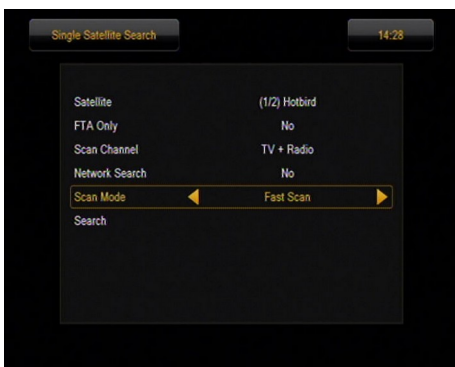 Single Satellite Search 14:28
Satellite (1/2) Hotbird
FTA Only No
Scan Channel TV + Radio
Network Search No
Scan Mode Fast Scan
Search